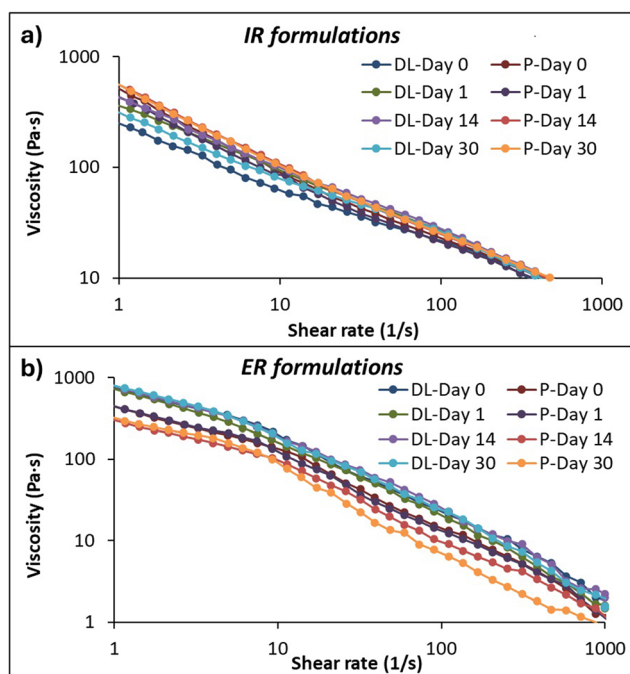 a)
IR formulations
1000
100
10
Viscosity (Pa·s)
DL-Day 0 P-Day 0
DL-Day 1 P-Day 1
DL-Day 14 P-Day 14
DL-Day 30 P-Day 30
1 10 100 1000
Shear rate (1/s)
b)
ER formulations
1000
100
10
1
Viscosity (Pa·s)
DL-Day 0 P-Day 0
DL-Day 1 P-Day 1
DL-Day 14 P-Day 14
DL-Day 30 P-Day 30
1 10 100 1000
Shear rate (1/s)